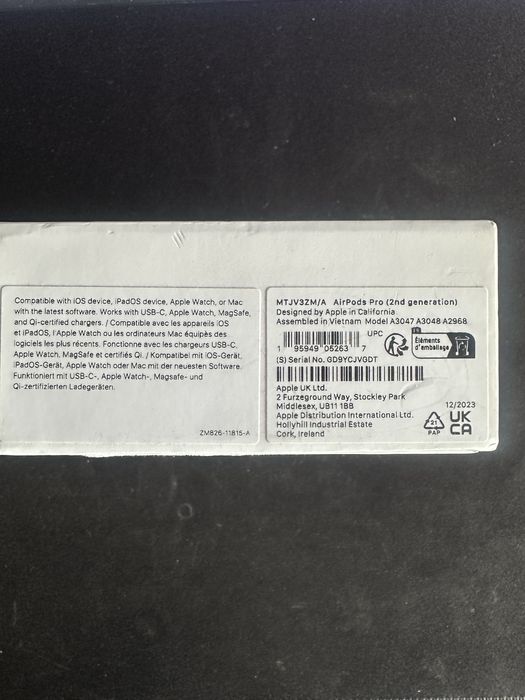 Compatible with iOS device, iPadOS device, Apple Watch, or Mac
with the latest software. Works with USB-C, Apple Watch, MagSafe,
and Qi-certified chargers. / Compatible avec les appareils iOS
et iPadOS, l'Apple Watch ou les ordinateurs Mac équipés des
logiciels les plus récents. Fonctionne avec les chargeurs USB-C,
Apple Watch, MagSafe et certifiés Qi. / Kompatibel mit iOS-Gerät,
iPadOS-Gerät, Apple Watch oder Mac mit der neuesten Software.
Funktioniert mit USB-C-, Apple Watch-, Magsafe- und
Qi-zertifizierten Ladegeräten.
ZM826-11815-A
MTJV3ZM/A AirPods Pro (2nd generation)
Designed by Apple in California
Assembled in Vietnam Model A3047 A3048 A2968
UPC
1 95949 05263 7
FR
Éléments
d'emballage
(S) Serial No. GD9YCJVGDT
Apple UK Ltd.
2 Furzeground Way, Stockley Park
Middlesex, UB11 1BB
Apple Distribution International Ltd.
Hollyhill Industrial Estate
Cork, Ireland
12/2023
21
PAP
UK
CA